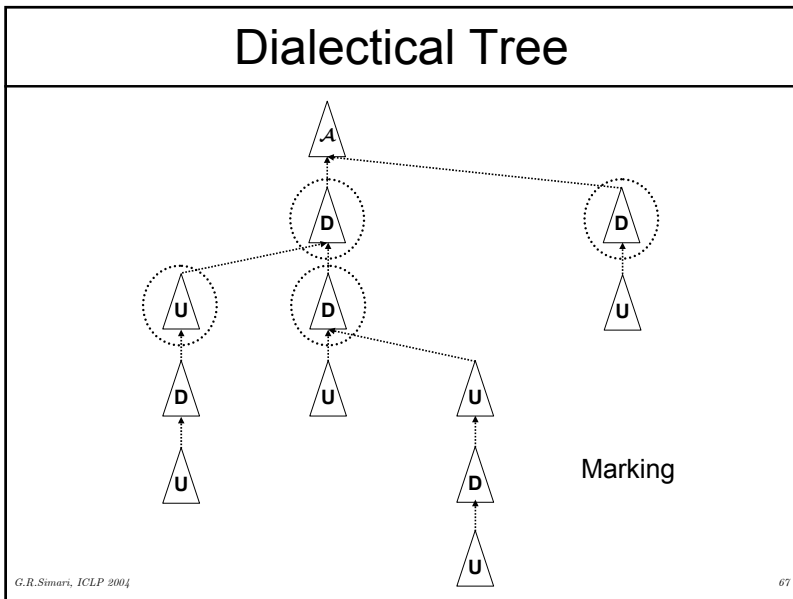 Dialectical Tree
𝒜
D D
U D U
D U U
U D
Marking
U
G.R.Simari, ICLP 2004 67